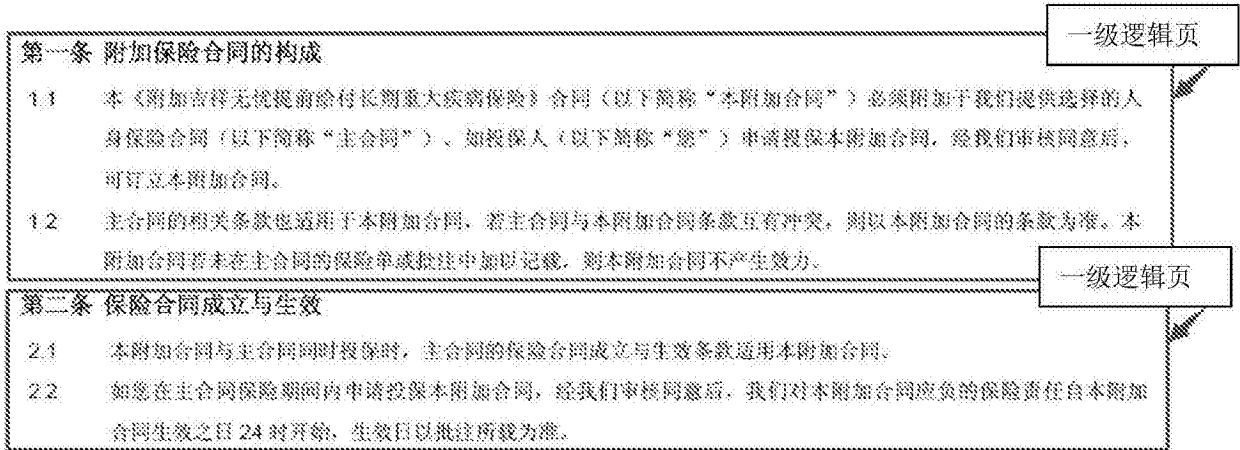 一级逻辑页
第一条 附加保险合同的构成
1.1 本《附加吉祥无忧提前给付长期重大疾病保险》合同（以下简称“本附加合同”）必须附加于我们提供选择的人
身保险合同（以下简称“主合同”）、如投保人（以下简称“您”）申请投保本附加合同，经我们审核同意后，
可订立本附加合同。
1.2 主合同的相关条款也适用于本附加合同，若主合同与本附加合同条款互有冲突，则以本附加合同的条款为准。本
附加合同若未在主合同的保险单或批注中加以记载，则本附加合同不产生效力。
一级逻辑页
第二条 保险合同成立与生效
2.1 本附加合同与主合同同时投保时，主合同的保险合同成立与生效条款适用本附加合同。
2.2 如您在主合同保险期间内申请投保本附加合同，经我们审核同意后，我们对本附加合同应负的保险责任自本附加
合同生效之日 24 时开始，生效日以批注所载为准。